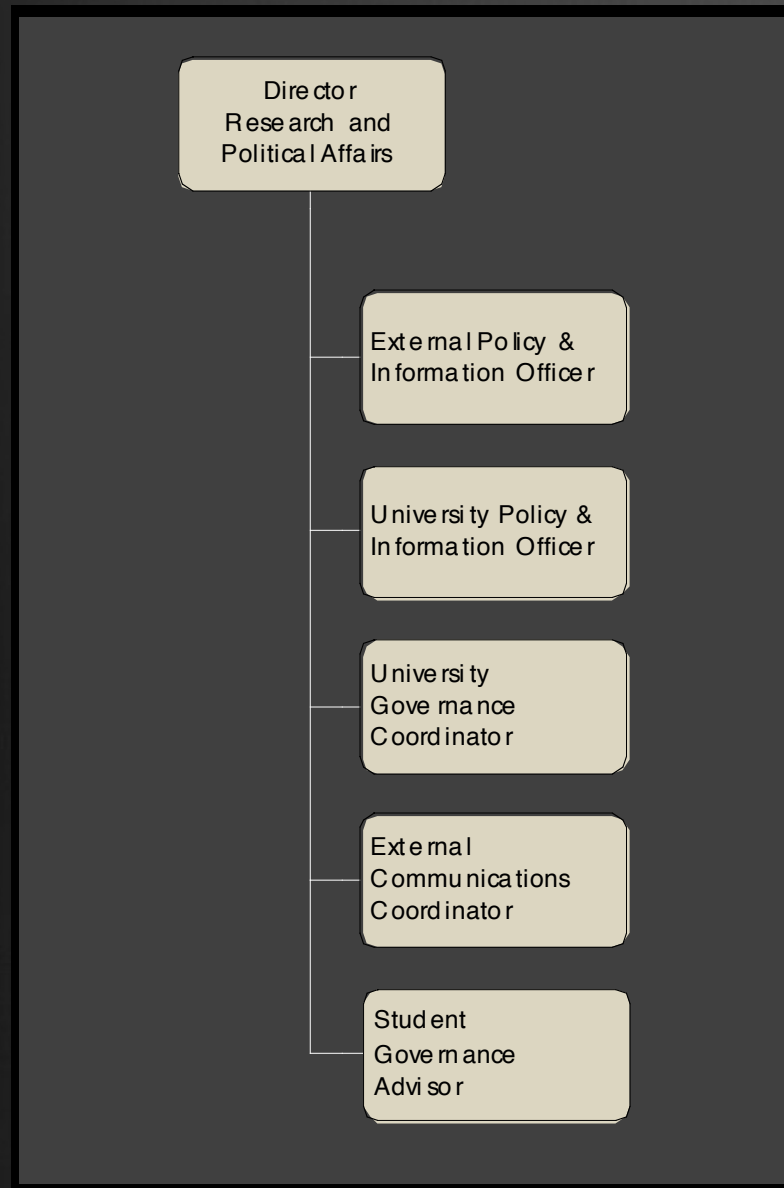 Director
Research and
Political Affairs
External Policy &
Information Officer
University Policy &
Information Officer
University
Governance
Coordinator
External
Communications
Coordinator
Student
Governance
Advisor